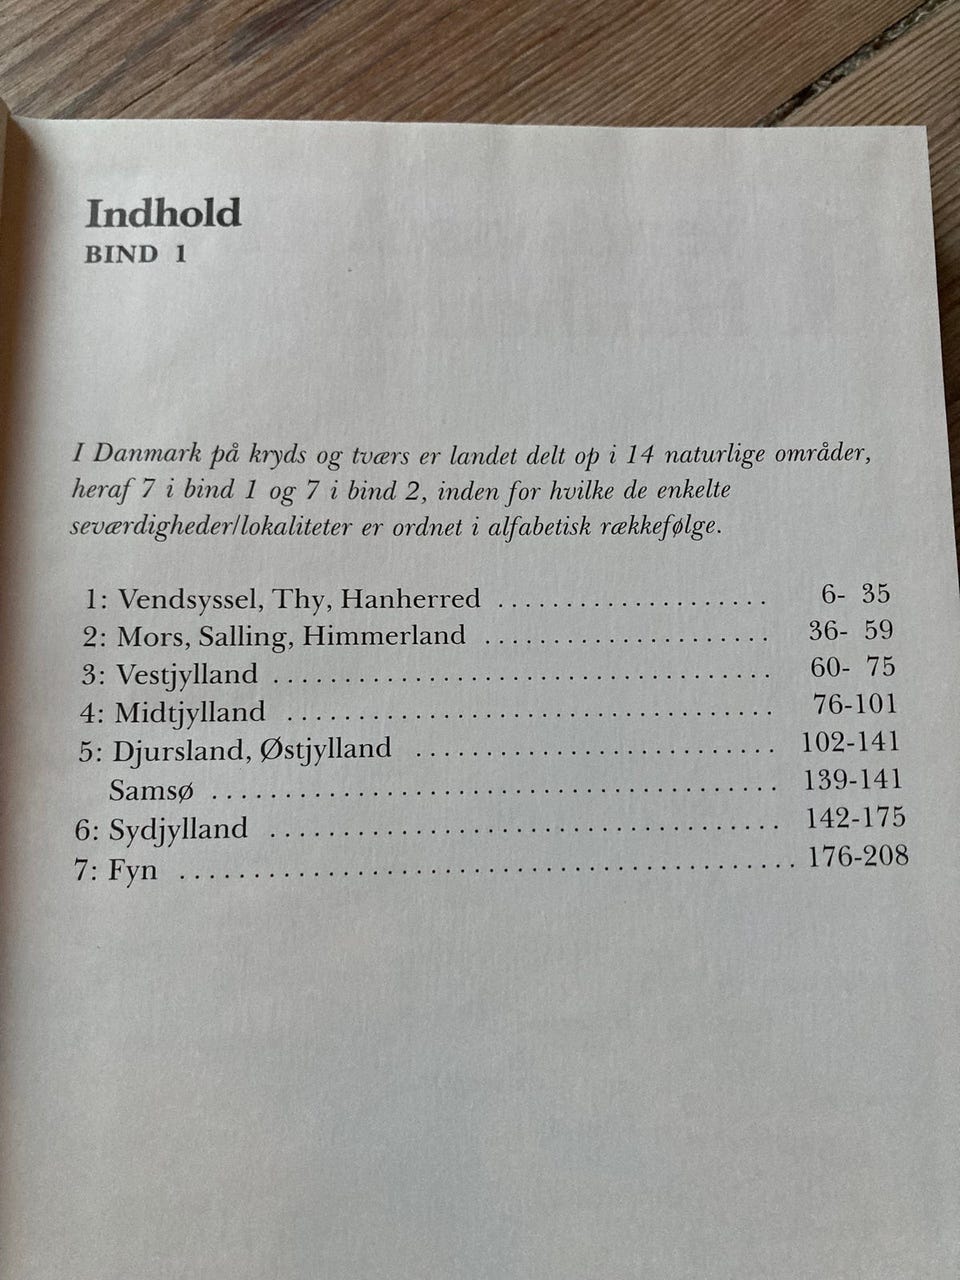 Indhold
BIND 1
I Danmark på kryds og tværs er landet delt op i 14 naturlige områder,
heraf 7 i bind 1 og 7 i bind 2, inden for hvilke de enkelte
seværdigheder/lokaliteter er ordnet i alfabetisk rækkefølge.
1: Vendsyssel, Thy, Hanherred ...................... 6- 35
2: Mors, Salling, Himmerland ....................... 36- 59
3: Vestjylland ......................................... 60- 75
4: Midtjylland ........................................ 76-101
5: Djursland, Østjylland ............................. 102-141
Samsø ............................................... 139-141
6: Sydjylland .......................................... 142-175
7: Fyn .................................................. 176-208